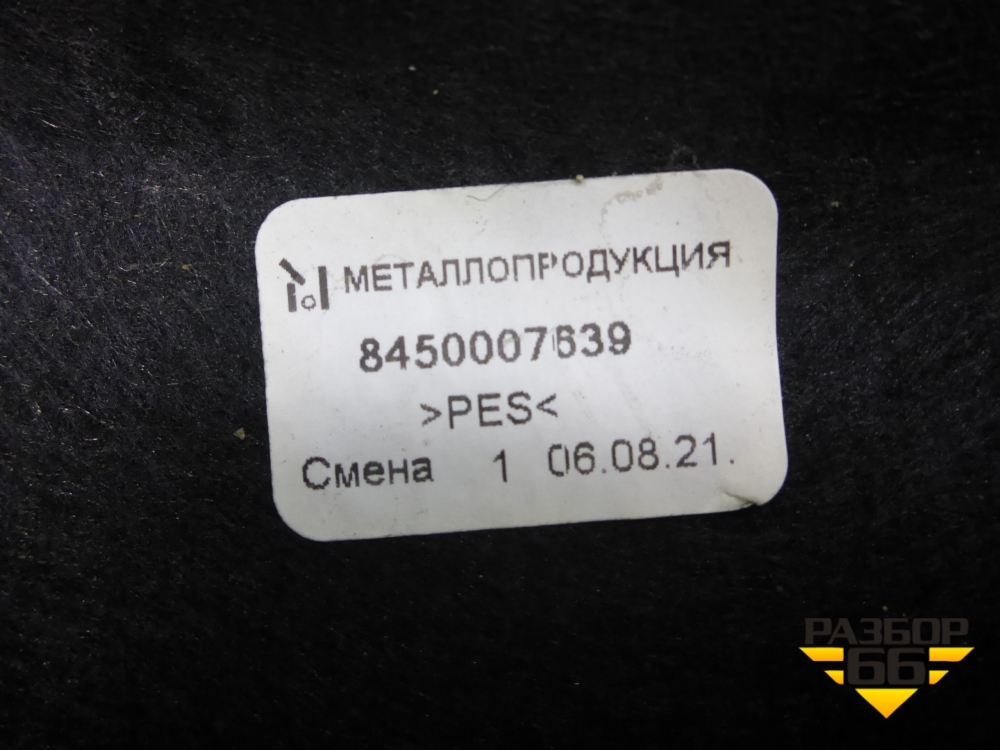 МЕТАЛЛОПРОДУКЦИЯ
8450007639
>PES<
Смена 1 06.08.21.
РАЗБОР
66